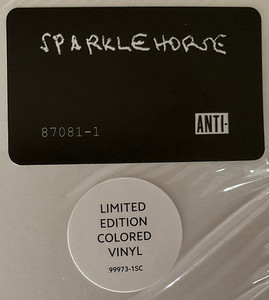 SPARKLEHORSE
87081-1
ANTI-
LIMITED
EDITION
COLORED
VINYL
99973-1SC